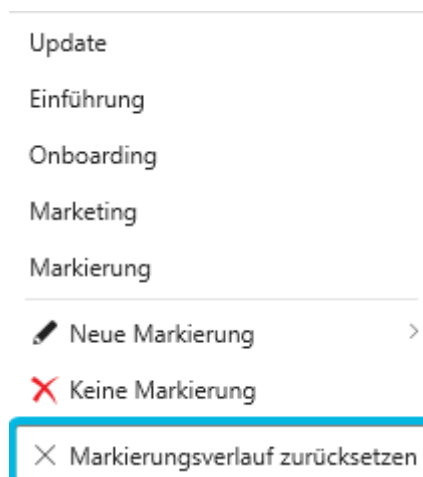 Update
Einführung
Onboarding
Marketing
Markierung
Neue Markierung
Keine Markierung
Markierungsverlauf zurücksetzen